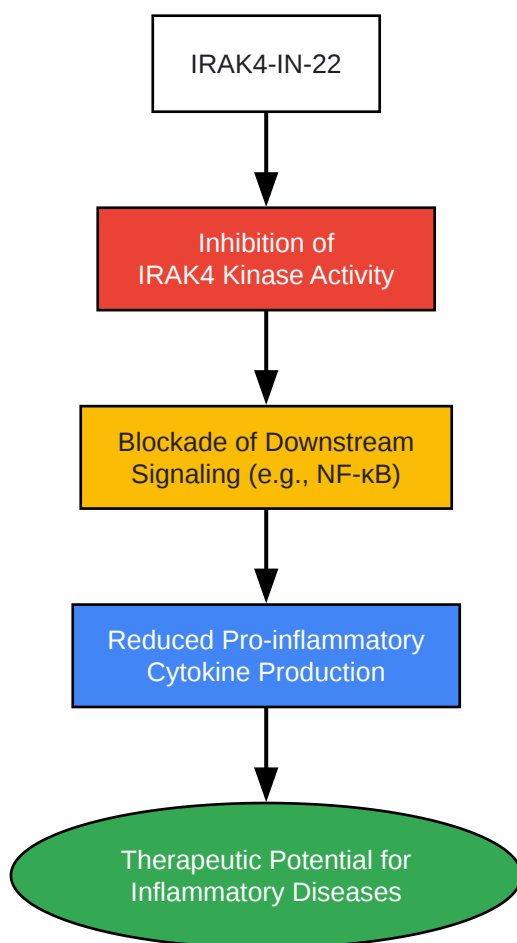 IRAK4-IN-22
Inhibition of
IRAK4 Kinase Activity
Blockade of Downstream
Signaling (e.g., NF-κB)
Reduced Pro-inflammatory
Cytokine Production
Therapeutic Potential for
Inflammatory Diseases